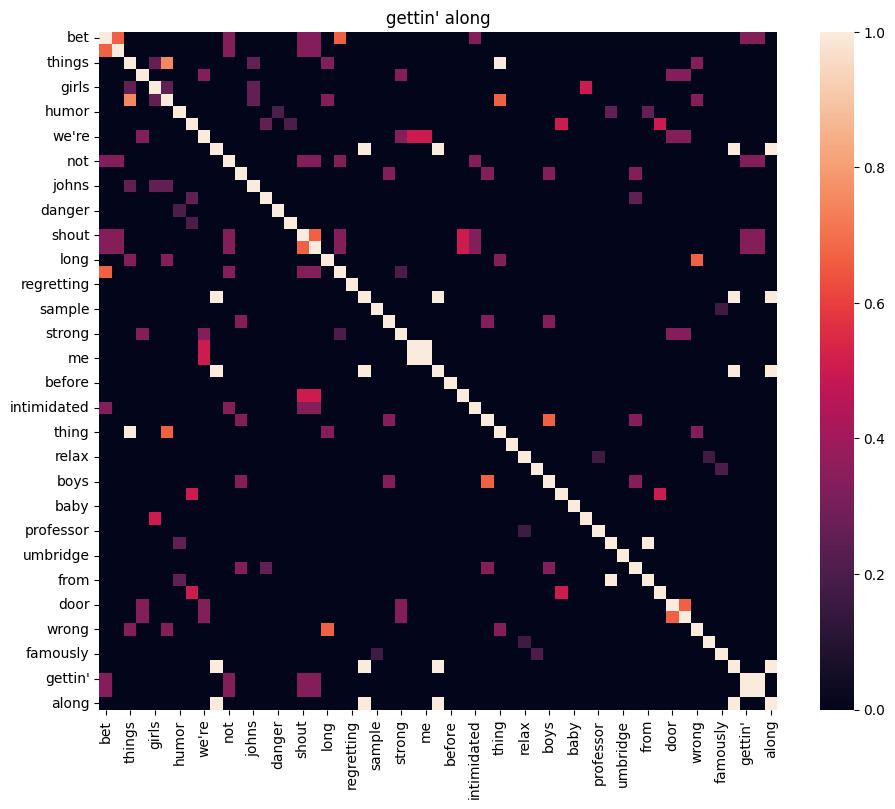 gettin' along
bet
things
girls
humor
we're
not
johns
danger
shout
long
regretting
sample
strong
me
before
intimidated
thing
relax
boys
baby
professor
umbridge
from
door
wrong
famously
gettin'
along
1.0
0.8
0.6
0.4
0.2
0.0
bet
things
girls
humor
we're
not
johns
danger
shout
long
regretting
sample
strong
me
before
intimidated
thing
relax
boys
baby
professor
umbridge
from
door
wrong
famously
gettin'
along